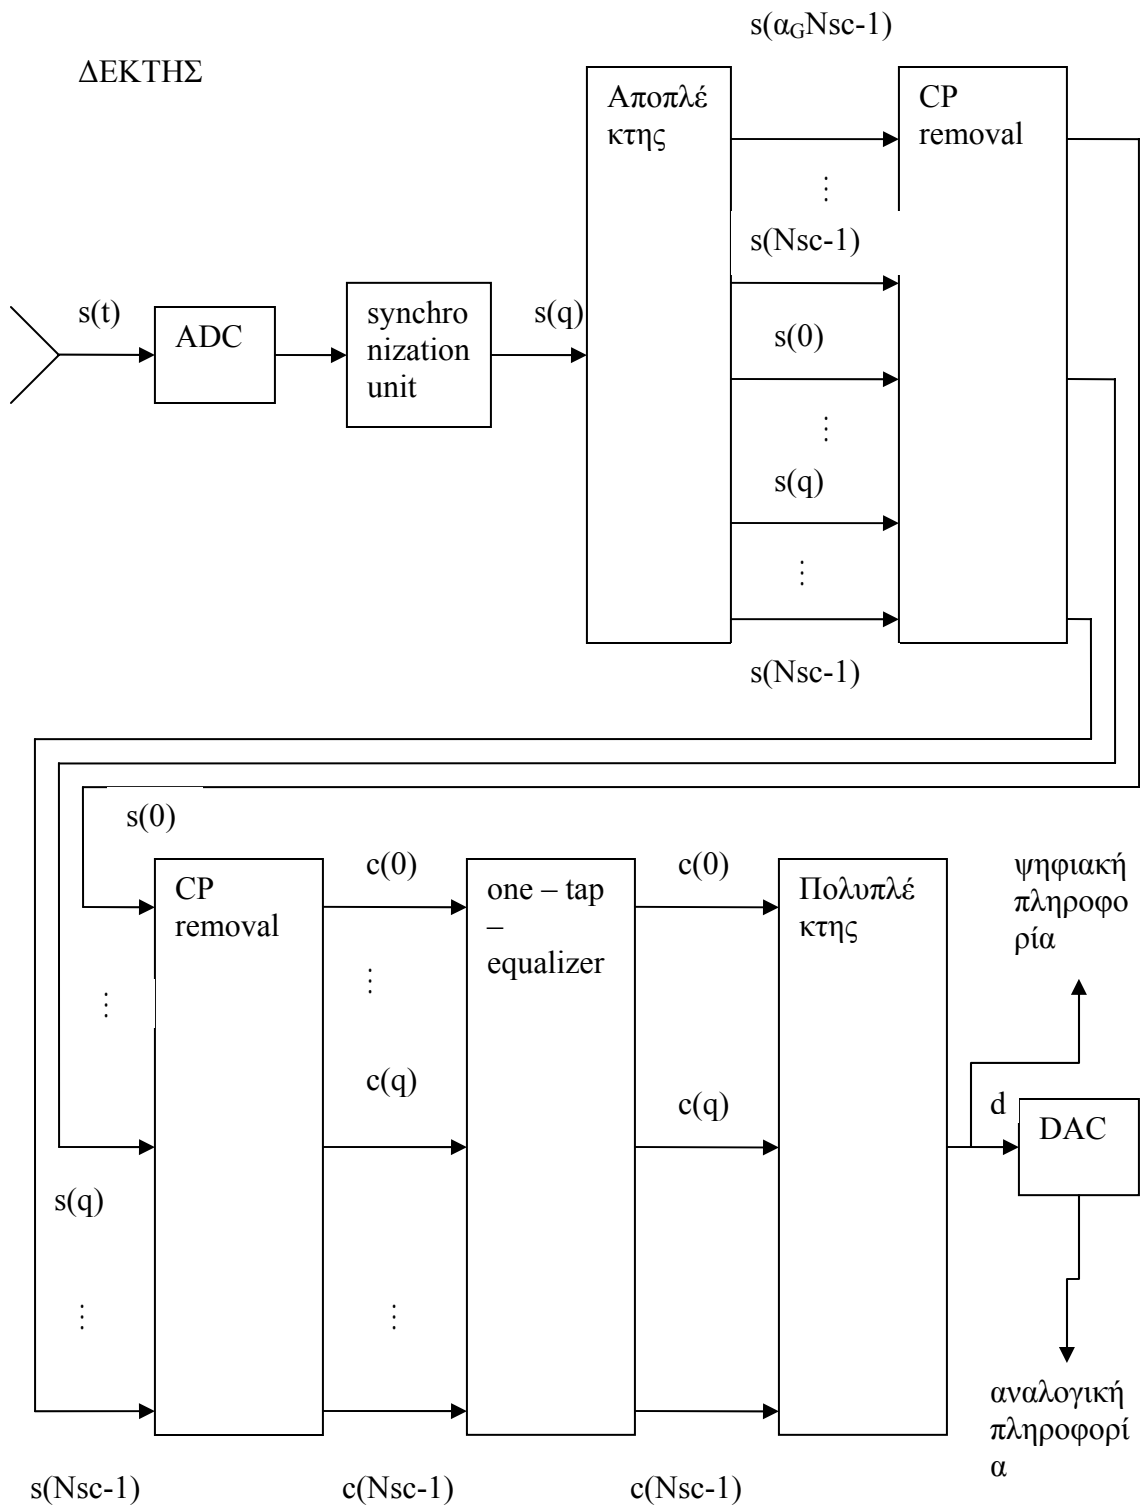 s(α_GNsc-1)
ΔΕΚΤΗΣ
Αποπλέ
κτης
CP
removal
⋮
s(Nsc-1)
s(t)
ADC
synchro
nization
unit
s(q)
s(0)
⋮
s(q)
⋮
s(Nsc-1)
s(0)
CP
removal
c(0)
one – tap
–
equalizer
c(0)
Πολυπλέ
κτης
ψηφιακή
πληροφο
ρία
⋮
⋮
c(q)
c(q)
d
DAC
s(q)
⋮
⋮
αναλογική
πληροφορί
α
s(Nsc-1)
c(Nsc-1)
c(Nsc-1)